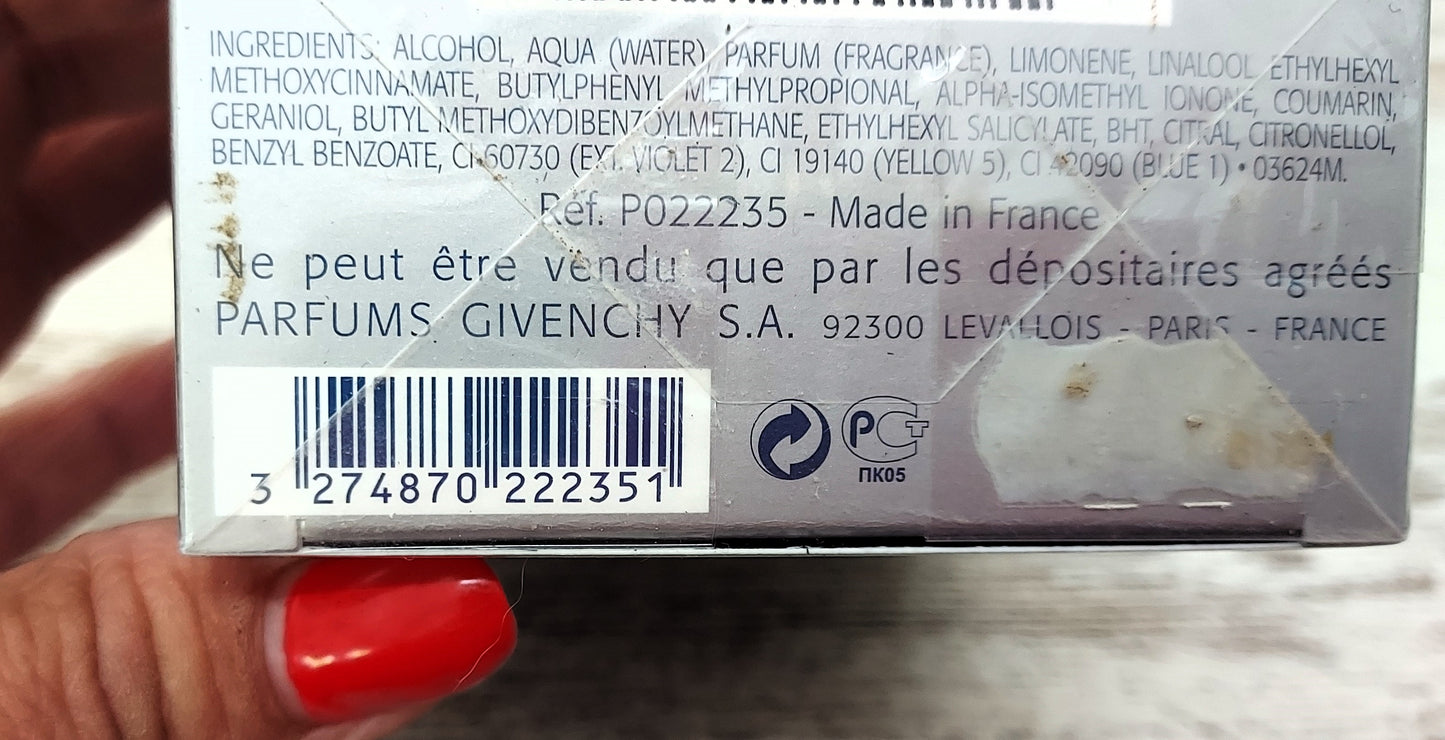 INGREDIENTS: ALCOHOL, AQUA (WATER), PARFUM (FRAGRANCE), LIMONENE, LINALOOL, ETHYLHEXYL
METHOXYCINNAMATE, BUTYLPHENYL METHYLPROPIONAL, ALPHA-ISOMETHYL IONONE, COUMARIN,
GERANIOL, BUTYL METHOXYDIBENZOYLMETHANE, ETHYLHEXYL SALICYLATE, BHT, CITRAL, CITRONELLOL,
BENZYL BENZOATE, CI 60730 (EXT. VIOLET 2), CI 19140 (YELLOW 5), CI 42090 (BLUE 1) • 03624M.
Réf. P022235 - Made in France
Ne peut être vendu que par les dépositaires agréés
PARFUMS GIVENCHY S.A. 92300 LEVALLOIS - PARIS - FRANCE
3 274870 222351
РСТ
ПК05